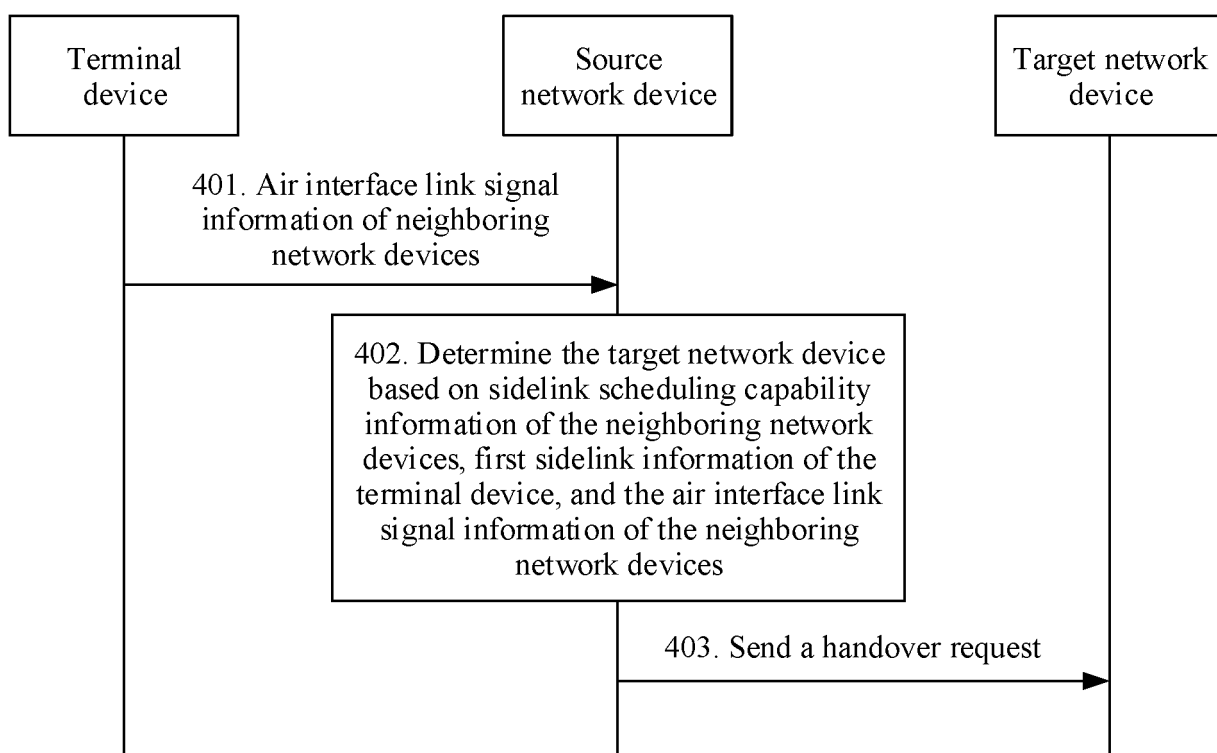 Terminal
device
Source
network device
Target network
device
401. Air interface link signal
information of neighboring
network devices
402. Determine the target network device
based on sidelink scheduling capability
information of the neighboring network
devices, first sidelink information of the
terminal device, and the air interface link
signal information of the neighboring
network devices
403. Send a handover request